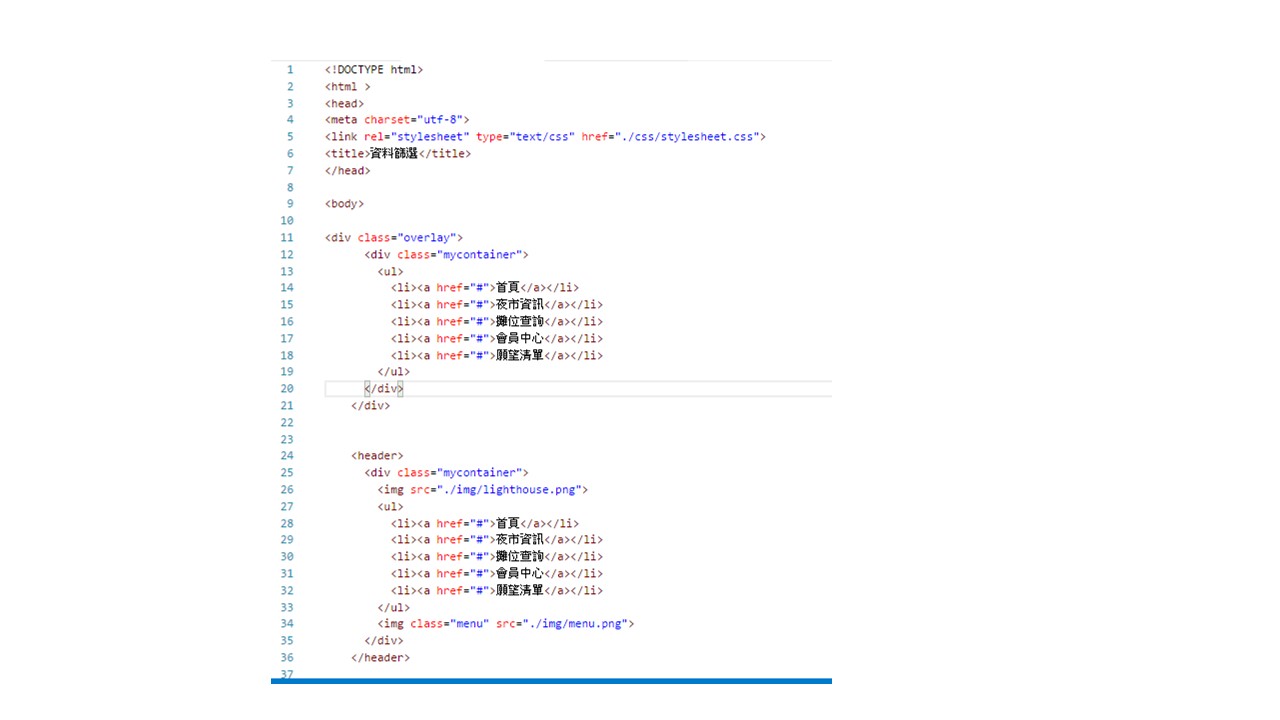 1 <!DOCTYPE html>
2 <html >
3 <head>
4 <meta charset="utf-8">
5 <link rel="stylesheet" type="text/css" href="./css/stylesheet.css">
6 <title>資料篩選</title>
7 </head>
8
9 <body>
10
11 <div class="overlay">
12 <div class="mycontainer">
13 <ul>
14 <li><a href="#">首頁</a></li>
15 <li><a href="#">夜市資訊</a></li>
16 <li><a href="#">攤位查詢</a></li>
17 <li><a href="#">會員中心</a></li>
18 <li><a href="#">願望清單</a></li>
19 </ul>
20 </div>
21 </div>
22
23
24 <header>
25 <div class="mycontainer">
26 <img src="./img/lighthouse.png">
27 <ul>
28 <li><a href="#">首頁</a></li>
29 <li><a href="#">夜市資訊</a></li>
30 <li><a href="#">攤位查詢</a></li>
31 <li><a href="#">會員中心</a></li>
32 <li><a href="#">願望清單</a></li>
33 </ul>
34 <img class="menu" src="./img/menu.png">
35 </div>
36 </header>
37